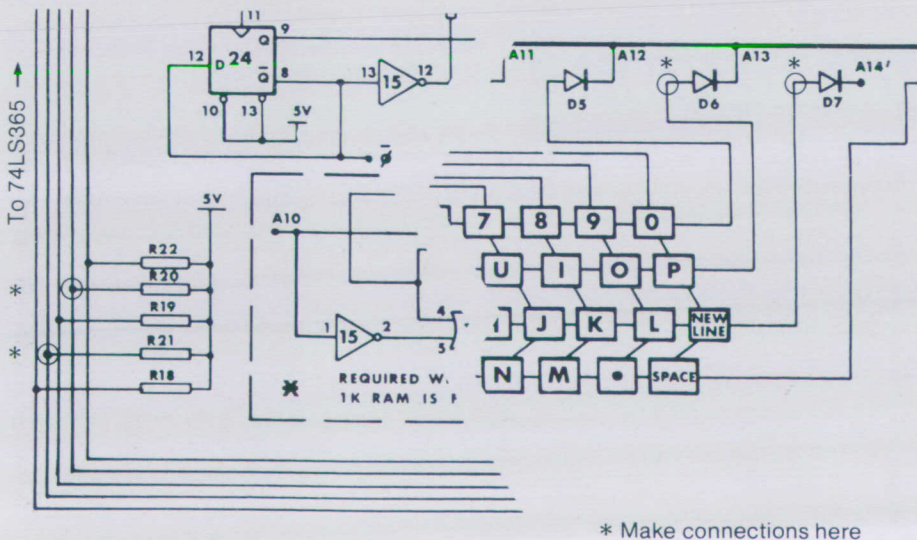 11
9
Q
12
D
24
Q
8
13
15
12
10
13
5V
ø
To 74LS365
5V
R22
R20
*
R19
R21
*
R18
A10
1
15
2
4
5
*
REQUIRED W.
1K RAM IS
A11
D5
A12
*
D6
A13
*
D7
A14'
7 8 9 0
U I O P
J K L NEW
LINE
N M • SPACE
* Make connections here